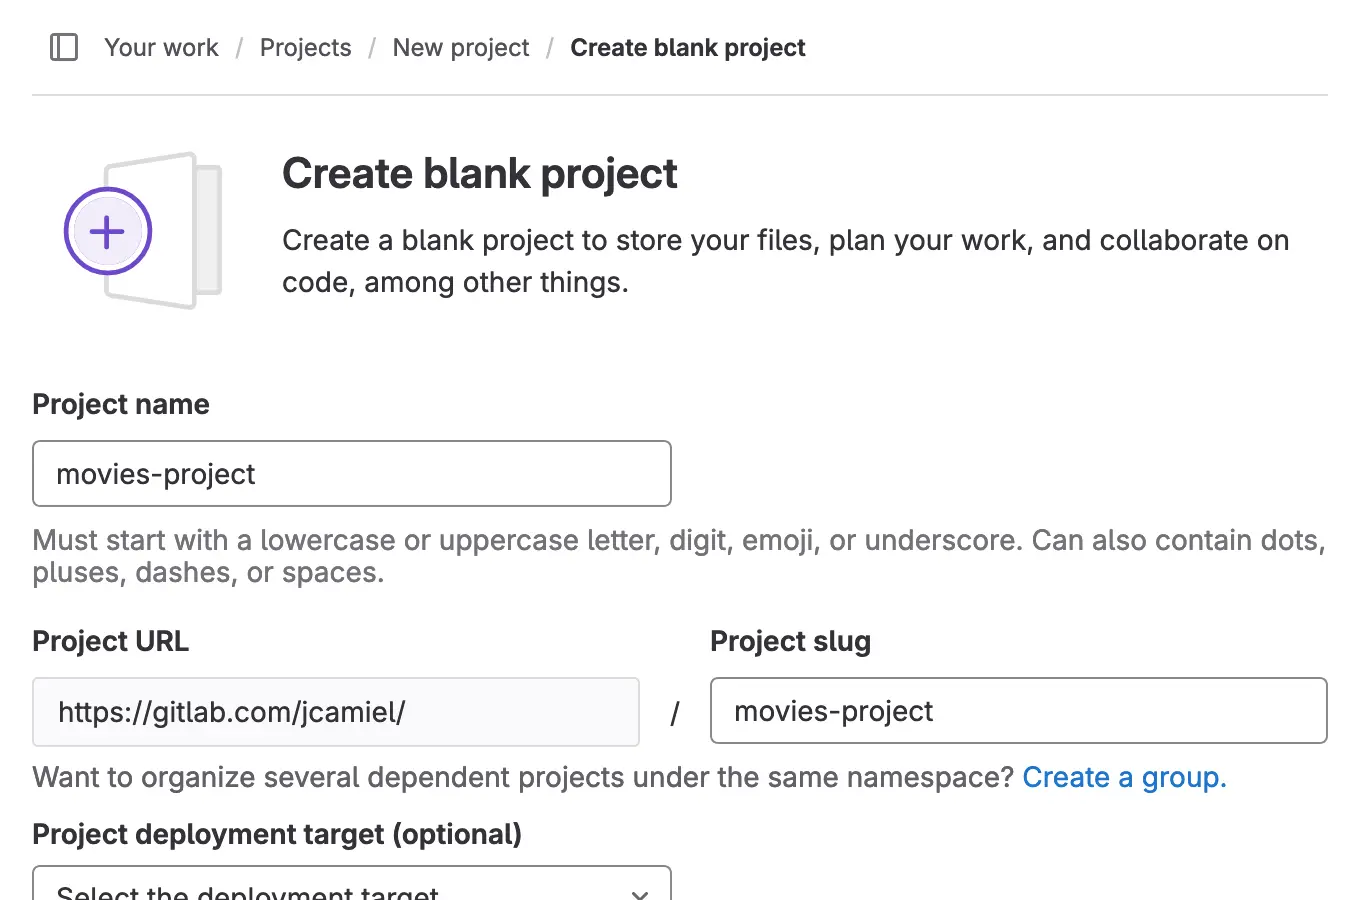 Your work / Projects / New project / Create blank project
Create blank project
Create a blank project to store your files, plan your work, and collaborate on
code, among other things.
Project name
movies-project
Must start with a lowercase or uppercase letter, digit, emoji, or underscore. Can also contain dots,
pluses, dashes, or spaces.
Project URL
Project slug
https://gitlab.com/jcamiel/ / movies-project
Want to organize several dependent projects under the same namespace? Create a group.
Project deployment target (optional)
Select the deployment target